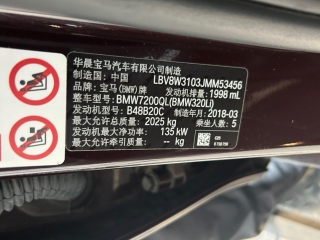 华晨宝马汽车有限公司制造
制造国：中国 LBV8W3103JMM53456
发动机排量：1998 mL
品牌：宝马(BMW)牌
整车型号：BMW7200QL(BMW320Li)
发动机型号：B48B20C 制造年月：2018-03
最大允许总质量：2025 kg 乘坐人数：5
发动机最大净功率：135 kW
最大允许牵引质量：-- kg